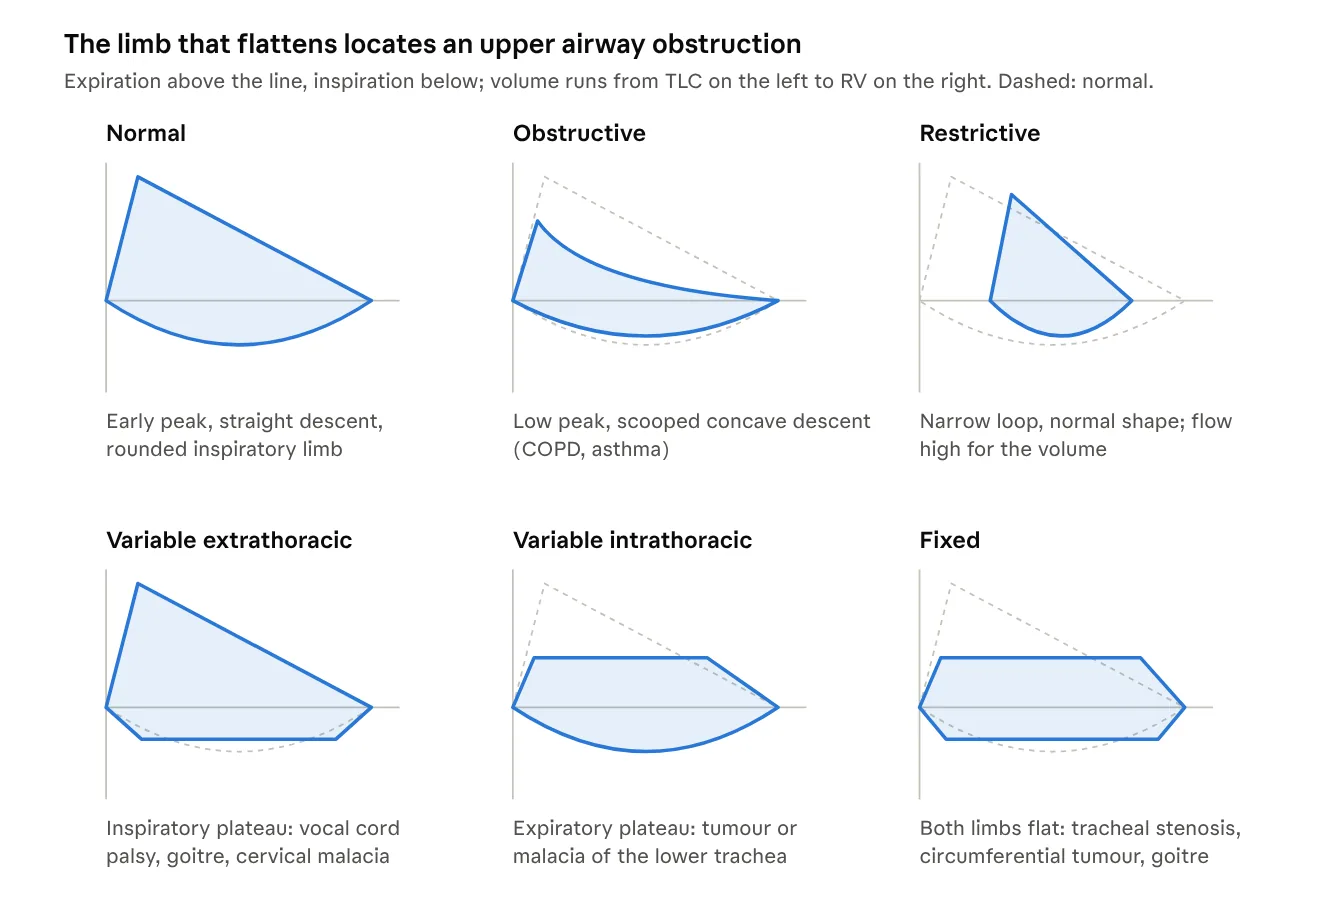 The limb that flattens locates an upper airway obstruction
Expiration above the line, inspiration below; volume runs from TLC on the left to RV on the right. Dashed: normal.
Normal
Obstructive
Restrictive
Early peak, straight descent,
rounded inspiratory limb
Low peak, scooped concave descent
(COPD, asthma)
Narrow loop, normal shape; flow
high for the volume
Variable extrathoracic
Variable intrathoracic
Fixed
Inspiratory plateau: vocal cord
palsy, goitre, cervical malacia
Expiratory plateau: tumour or
malacia of the lower trachea
Both limbs flat: tracheal stenosis,
circumferential tumour, goitre